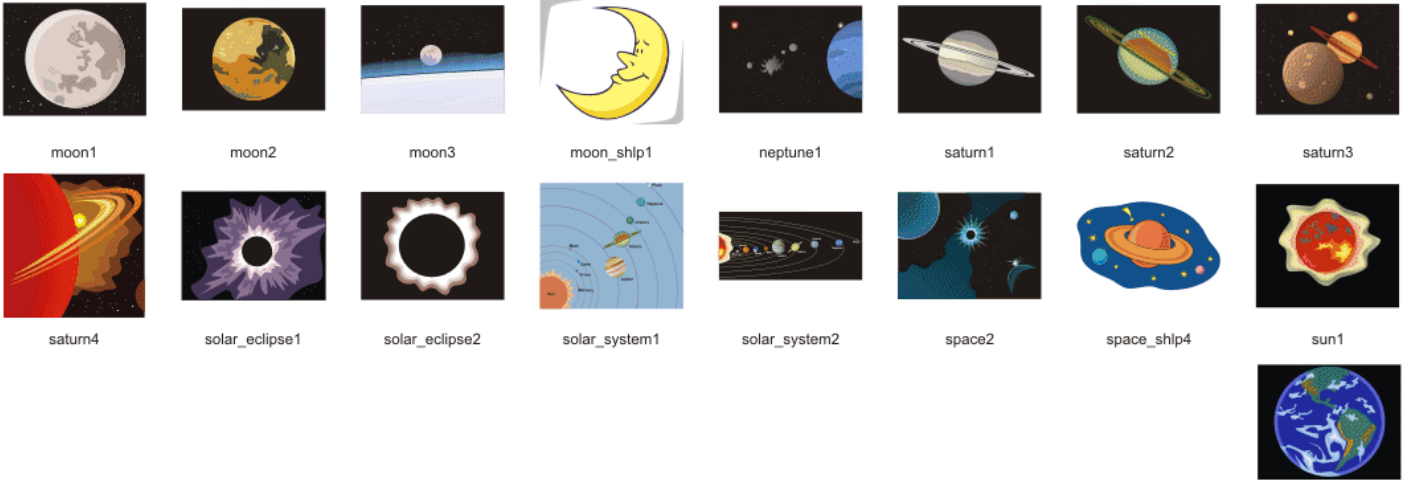 moon1
moon2
moon3
moon_shlp1
neptune1
saturn1
saturn2
saturn3
saturn4
solar_eclipse1
solar_eclipse2
solar_system1
solar_system2
space2
space_shlp4
sun1